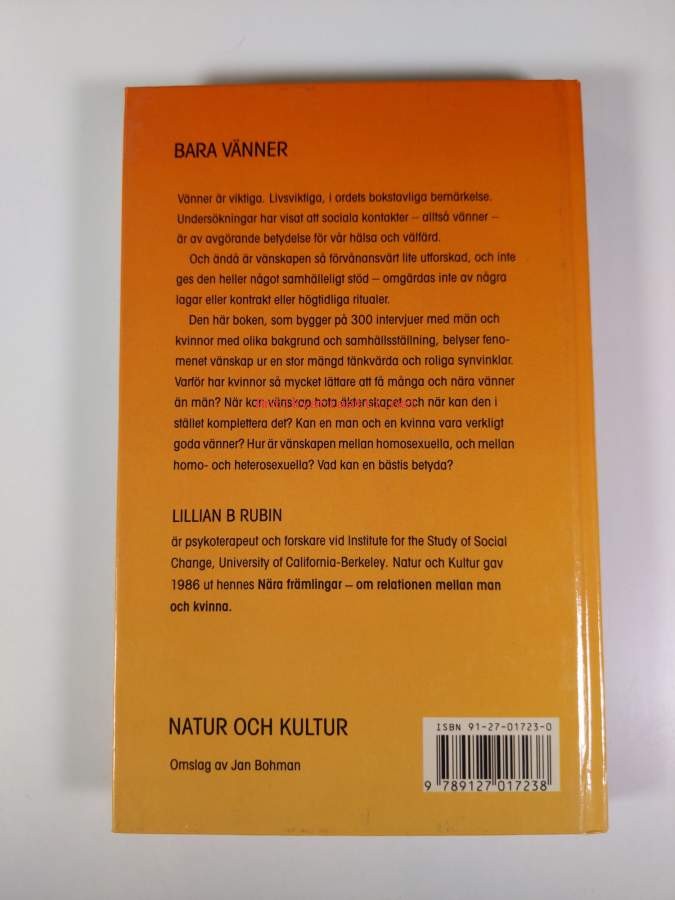 BARA VÄNNER
Vänner är viktiga. Livsviktiga, i ordets bokstavliga bemärkelse.
Undersökningar har visat att sociala kontakter – alltså vänner –
är av avgörande betydelse för vår hälsa och välfärd.
Och ändå är vänskapen så förvånansvärt lite utforskad, och inte
ges den heller något samhälleligt stöd – omgärdas inte av några
lagar eller kontrakt eller högtidliga ritualer.
Den här boken, som bygger på 300 intervjuer med män och
kvinnor med olika bakgrund och samhällsställning, belyser feno-
menet vänskap ur en stor mängd tänkvärda och roliga synvinklar.
Varför har kvinnor så mycket lättare att få många och nära vänner
än män? När kan vänskap hota äktenskapet och när kan den i
stället komplettera det? Kan en man och en kvinna vara verkligt
goda vänner? Hur är vänskapen mellan homosexuella, och mellan
homo- och heterosexuella? Vad kan en bästis betyda?
LILLIAN B RUBIN
är psykoterapeut och forskare vid Institute for the Study of Social
Change, University of California-Berkeley. Natur och Kultur gav
1986 ut hennes Nära främlingar – om relationen mellan man
och kvinna.
NATUR OCH KULTUR
Omslag av Jan Bohman
ISBN 91-27-01723-0
9 789127 017238